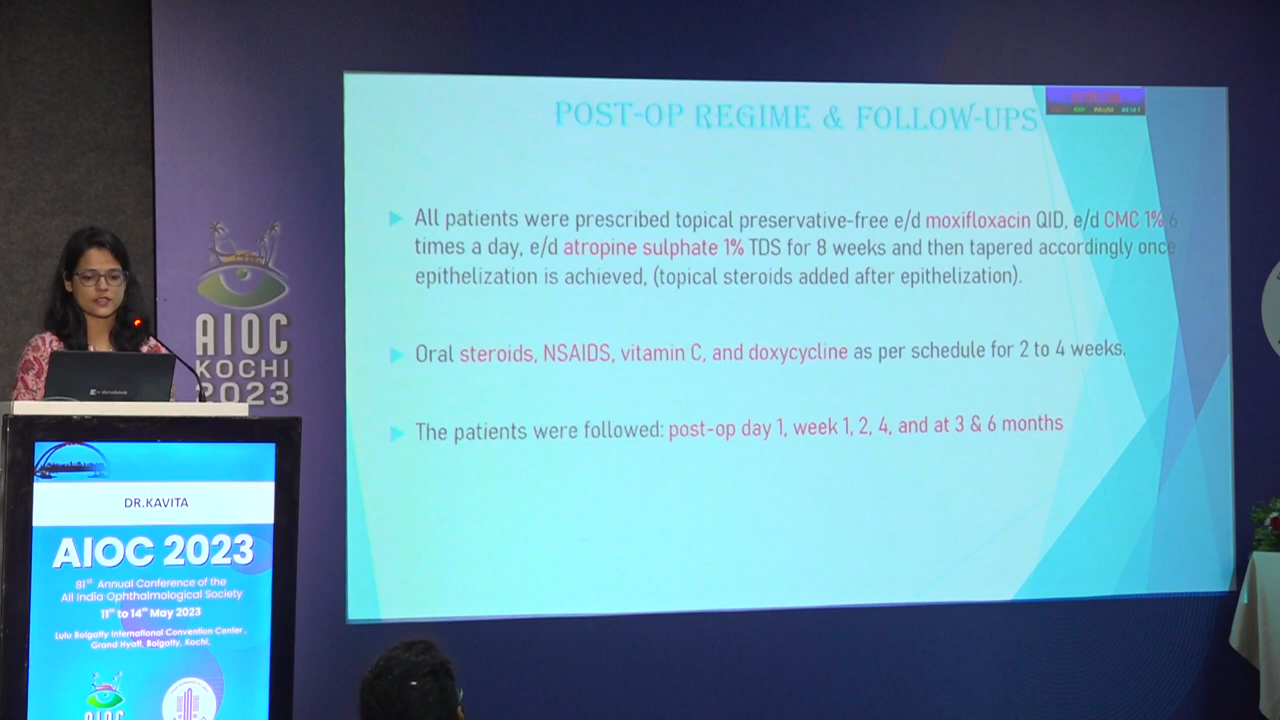 POST-OP REGIME & FOLLOW-UPS
All patients were prescribed topical preservative-free e/d moxifloxacin QID, e/d CMC 1% 6
times a day, e/d atropine sulphate 1% TDS for 8 weeks and then tapered accordingly once
epithelization is achieved, (topical steroids added after epithelization).
Oral steroids, NSAIDS, vitamin C, and doxycycline as per schedule for 2 to 4 weeks.
The patients were followed: post-op day 1, week 1, 2, 4, and at 3 & 6 months
AIOC
KOCHI
2023
DR.KAVITA
AIOC 2023
81st Annual Conference of the
All India Ophthalmological Society
11th to 14th May 2023
Lulu Bolgatty International Convention Center,
Grand Hyatt, Bolgatty, Kochi,
AIOC